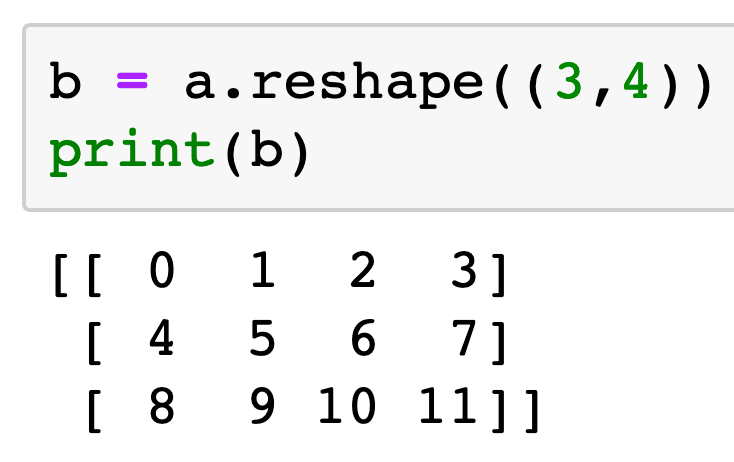 b = a.reshape((3,4))
print(b)
[[ 0  1  2  3]
 [ 4  5  6  7]
 [ 8  9 10 11]]